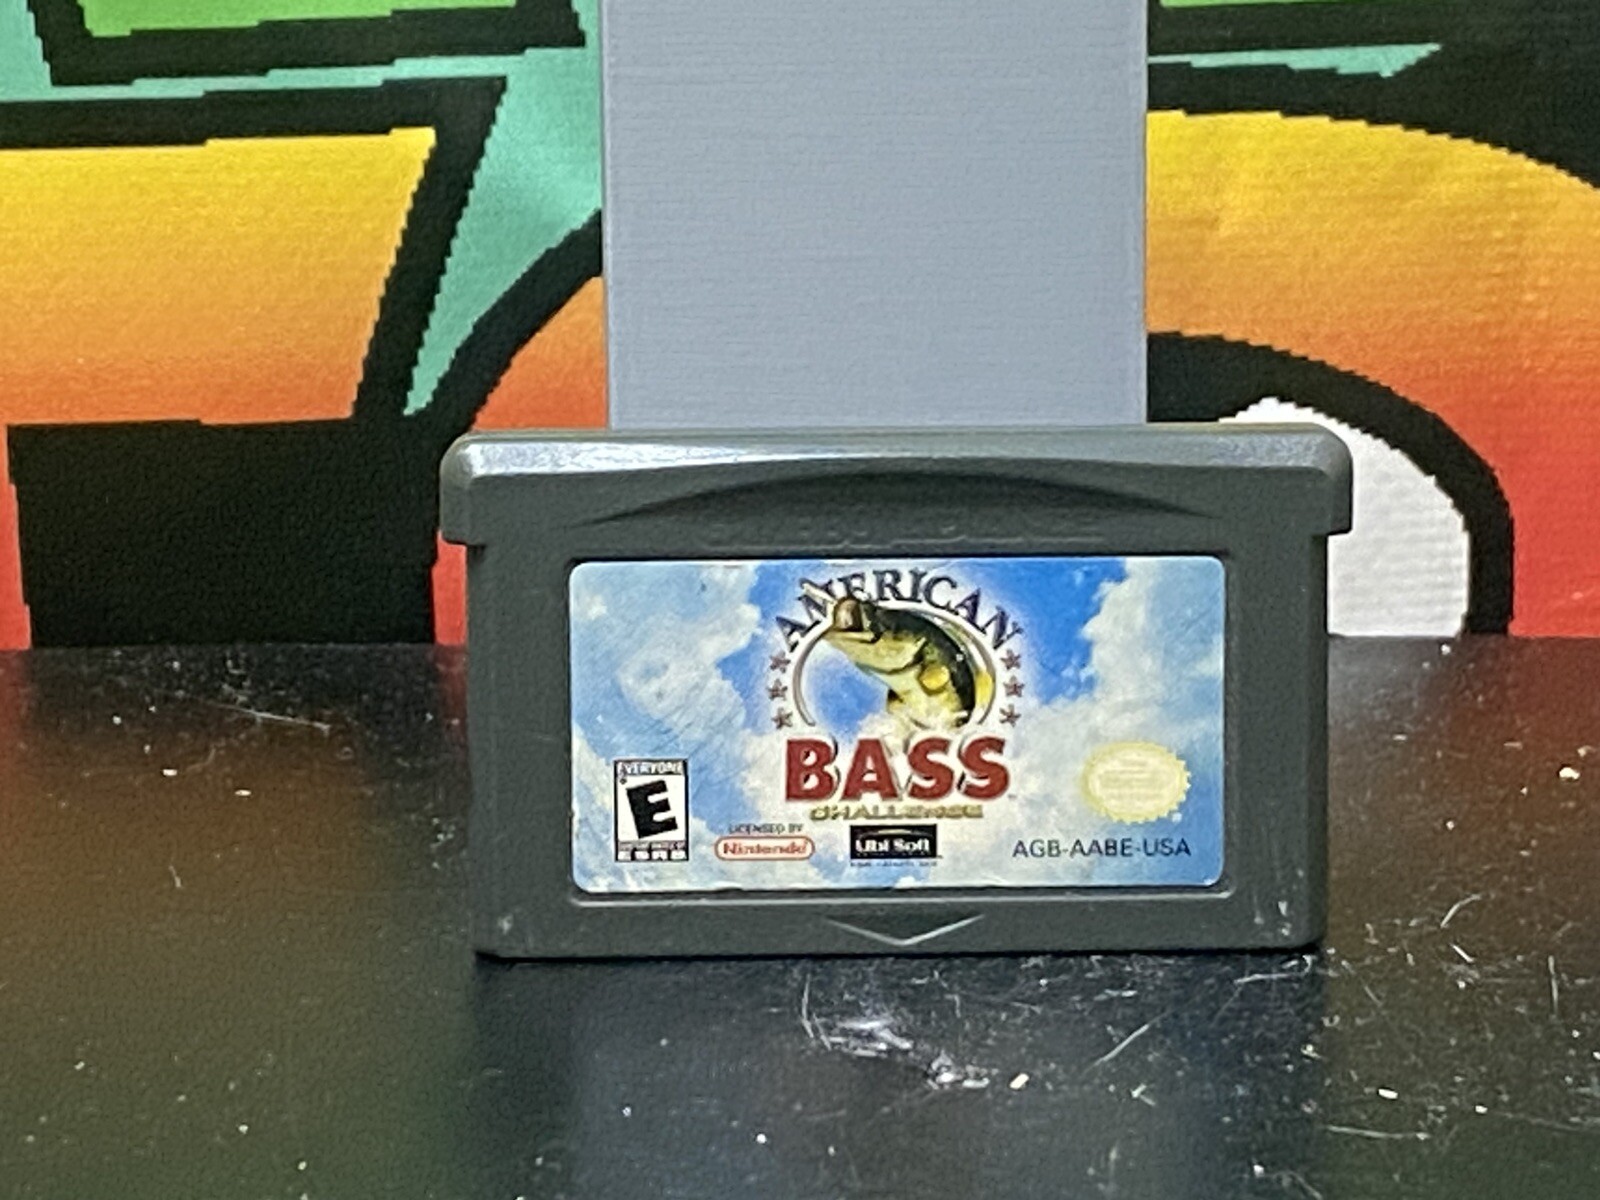 AMERICAN
BASS
CHALLENGE
EVERYONE
E
ESRB
LICENSED BY
Nintendo
Ubi Soft
AGB-AABE-USA